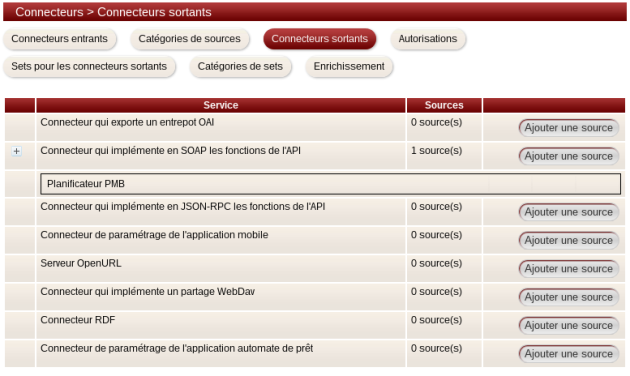 Connecteurs > Connecteurs sortants
Connecteurs entrants Catégories de sources Connecteurs sortants Autorisations
Sets pour les connecteurs sortants Catégories de sets Enrichissement
Service Sources
Connecteur qui exporte un entrepot OAI 0 source(s) Ajouter une source
+ Connecteur qui implémente en SOAP les fonctions de l'API 1 source(s) Ajouter une source
Planificateur PMB
Connecteur qui implémente en JSON-RPC les fonctions de l'API 0 source(s) Ajouter une source
Connecteur de paramétrage de l'application mobile 0 source(s) Ajouter une source
Serveur OpenURL 0 source(s) Ajouter une source
Connecteur qui implémente un partage WebDav 0 source(s) Ajouter une source
Connecteur RDF 0 source(s) Ajouter une source
Connecteur de paramétrage de l'application automate de prêt 0 source(s) Ajouter une source